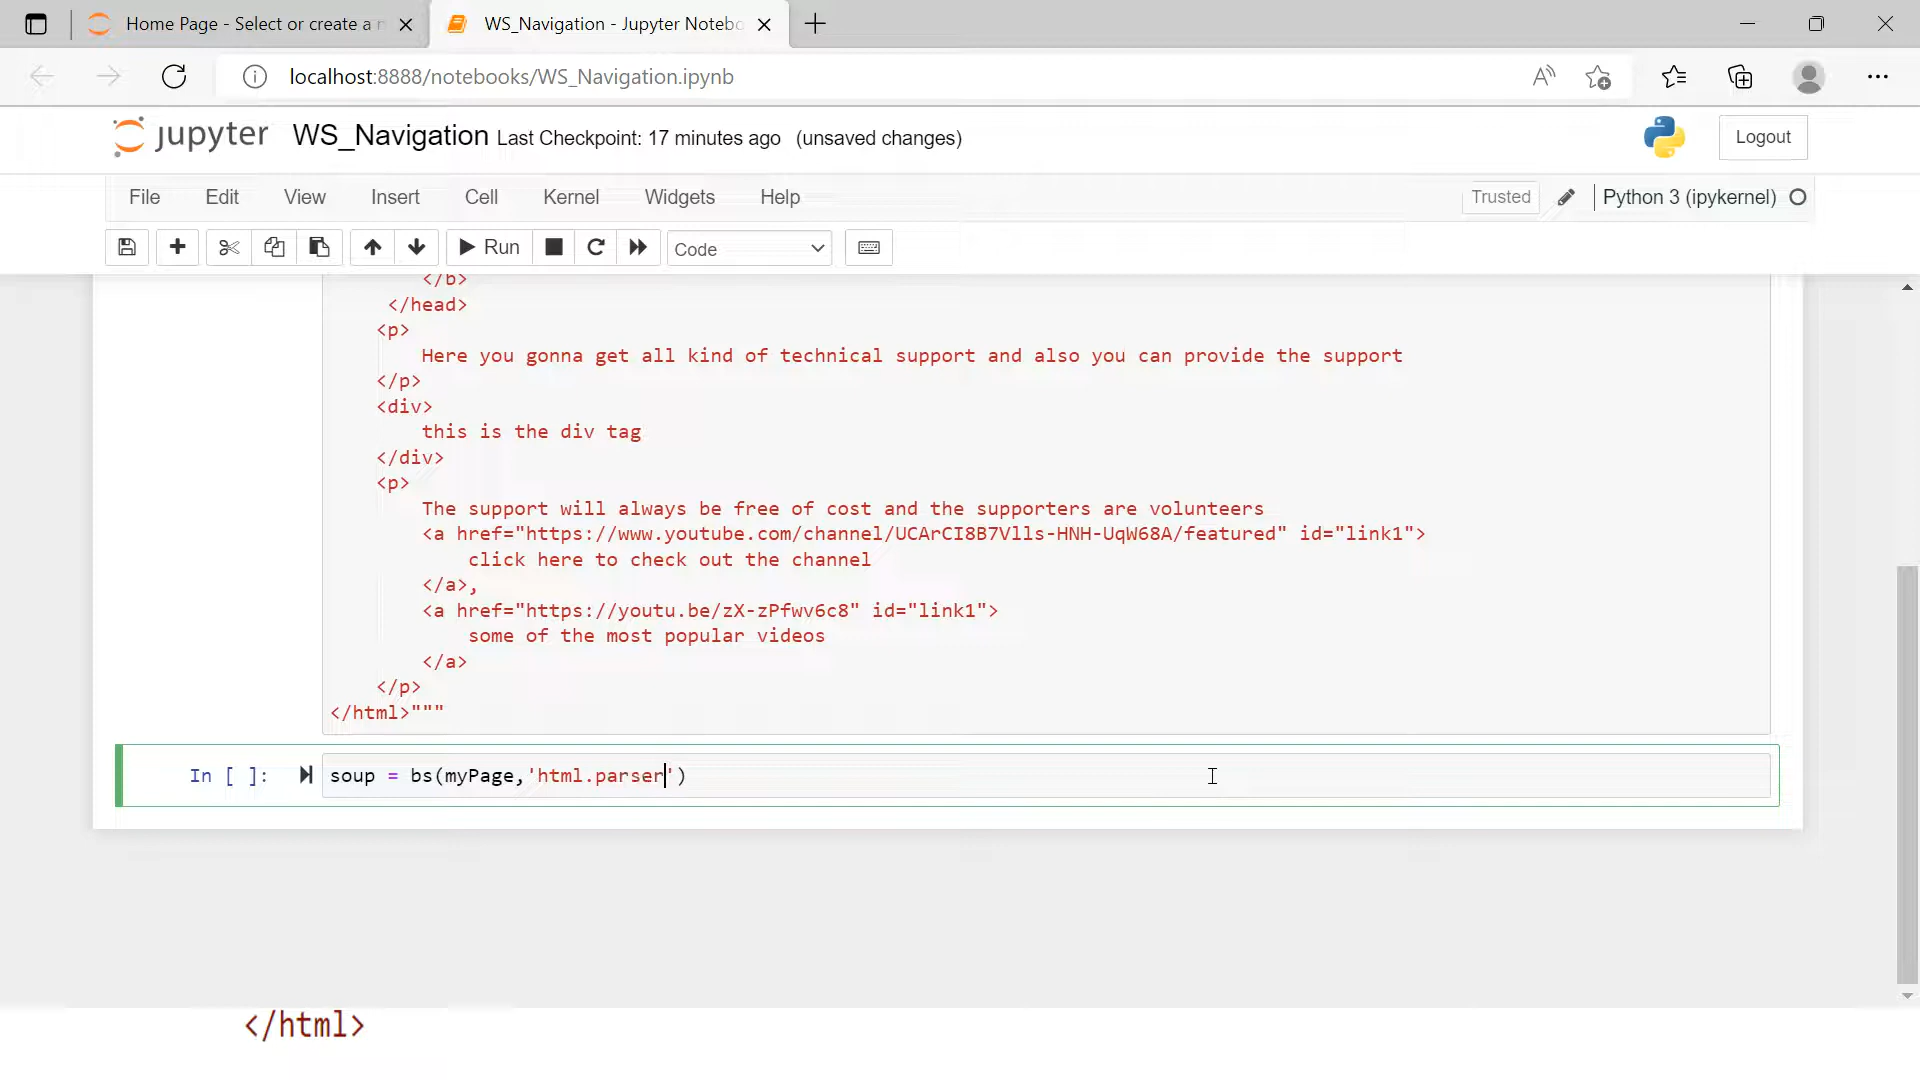 Home Page - Select or create a n
WS_Navigation - Jupyter Notebo
localhost:8888/notebooks/WS_Navigation.ipynb
jupyter WS_Navigation Last Checkpoint: 17 minutes ago (unsaved changes)
Logout
File Edit View Insert Cell Kernel Widgets Help
Trusted Python 3 (ipykernel)
Run Code
</b>
</head>
<p>
Here you gonna get all kind of technical support and also you can provide the support
</p>
<div>
this is the div tag
</div>
<p>
The support will always be free of cost and the supporters are volunteers
<a href="https://www.youtube.com/channel/UCArCI8B7Vlls-HNH-UqW68A/featured" id="link1">
click here to check out the channel
</a>,
<a href="https://youtu.be/zX-zPfwv6c8" id="link1">
some of the most popular videos
</a>
</p>
</html>"""
In [ ]: soup = bs(myPage,'html.parser')
</html>